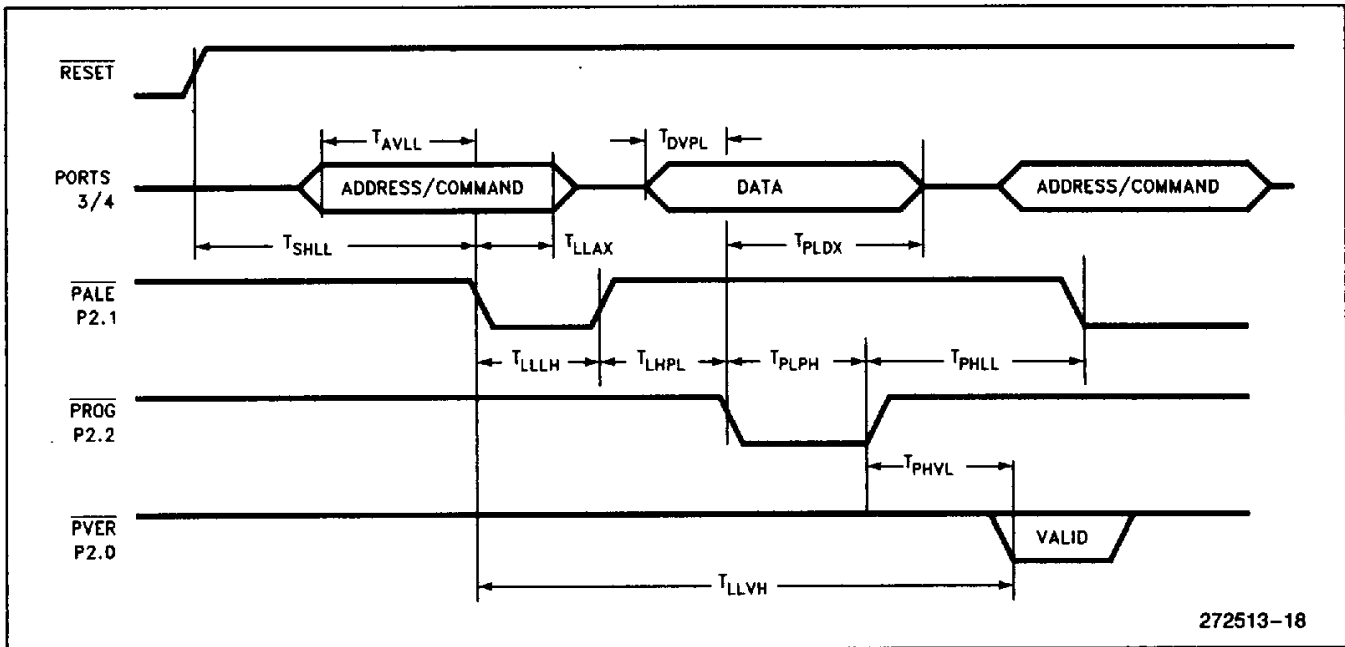 RESET
T_AVLL
T_DVPL
PORTS
3/4
ADDRESS/COMMAND
DATA
ADDRESS/COMMAND
T_SHLL
T_LLAX
T_PLDX
PALE
P2.1
T_LLLH
T_LHPL
T_PLPH
T_PHLL
PROG
P2.2
T_PHVL
PVER
P2.0
VALID
T_LLVH
272513-18